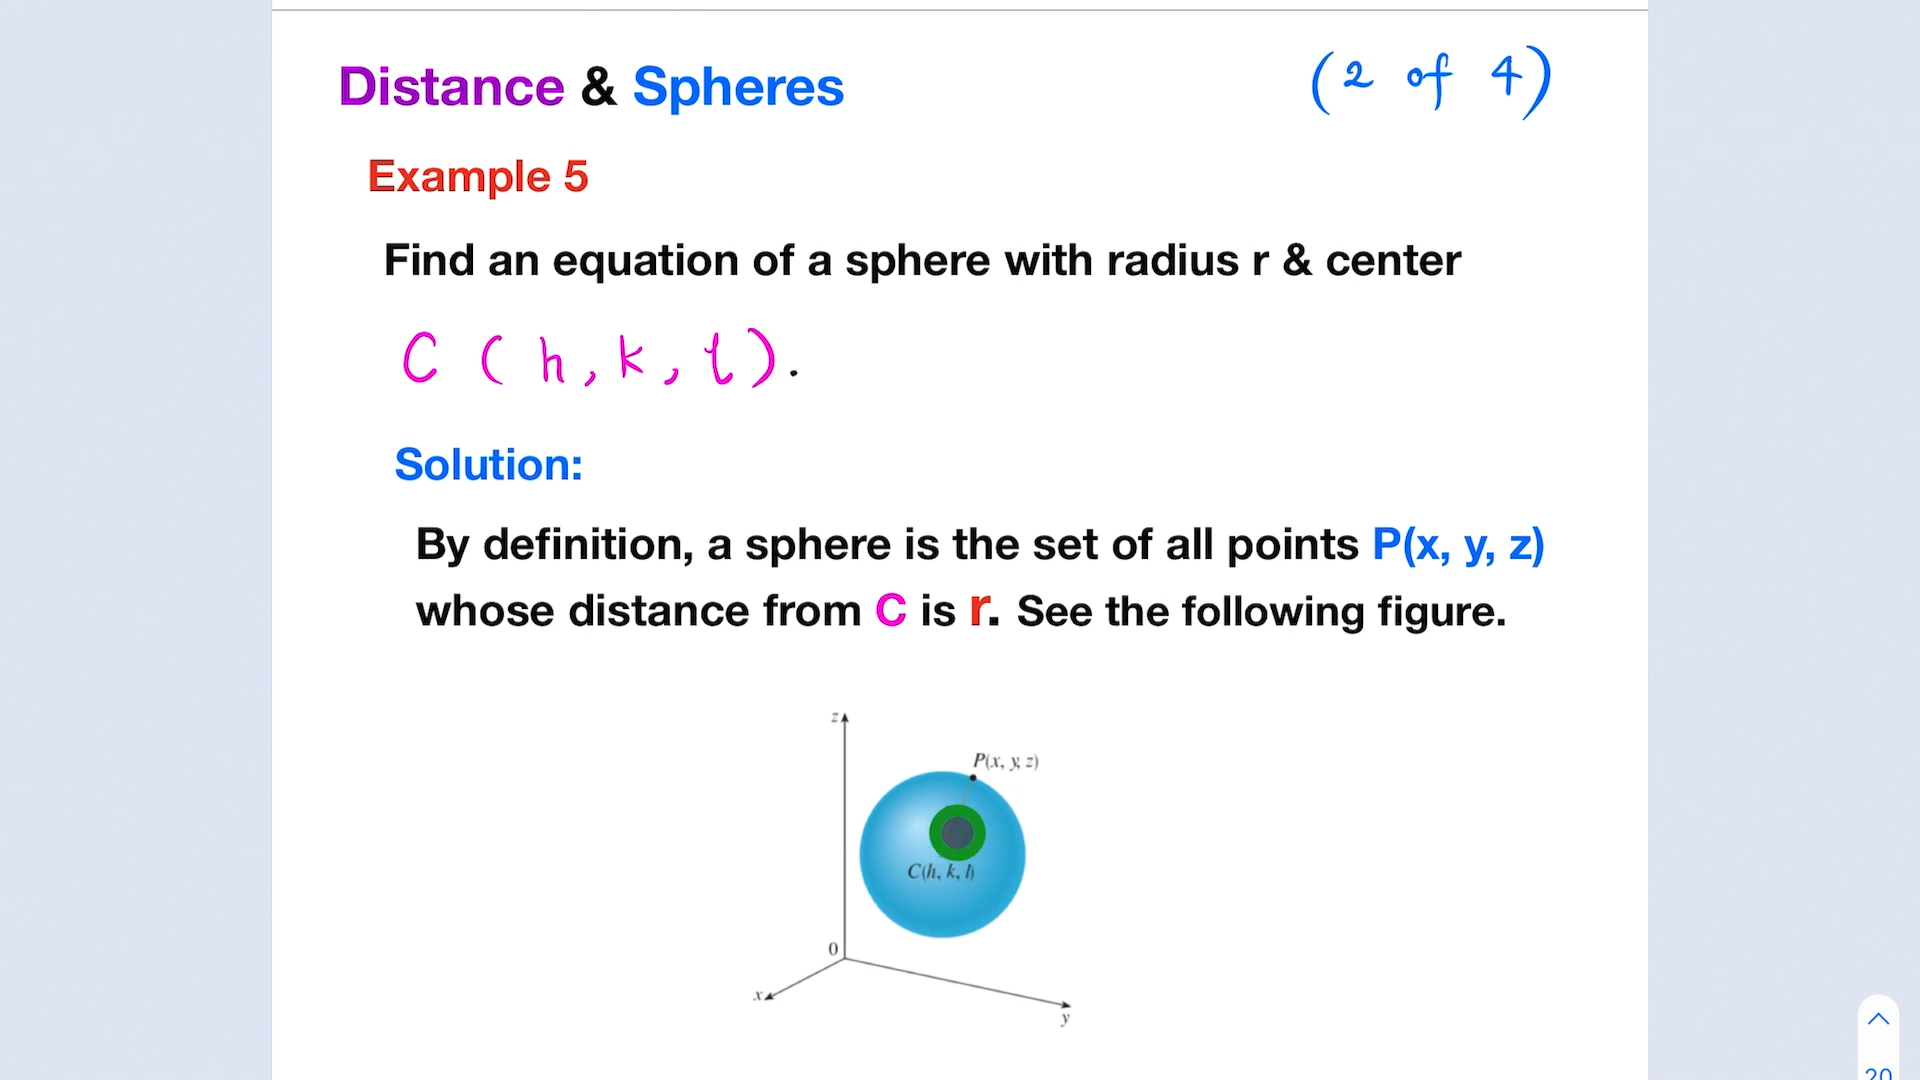 Distance & Spheres
(2 of 4)
Example 5
Find an equation of a sphere with radius r & center
C (h, k, l).
Solution:
By definition, a sphere is the set of all points P(x, y, z)
whose distance from C is r. See the following figure.
z
P(x, y, z)
C(h, k, l)
0
x
y
20